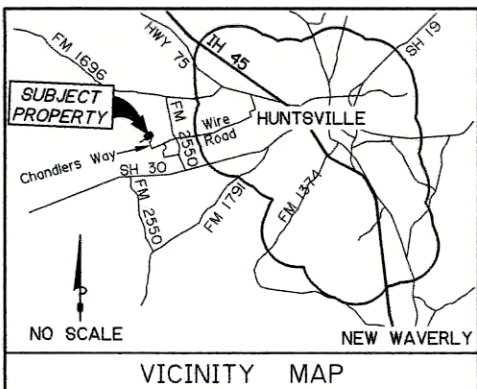 FM 1696
HWY 75
IH 45
SH 19
SUBJECT
PROPERTY
FM 2550
Wire
Road
HUNTSVILLE
Chandlers Way
SH 30
FM 2550
FM 1791
FM 1374
NO SCALE
NEW WAVERLY
VICINITY MAP